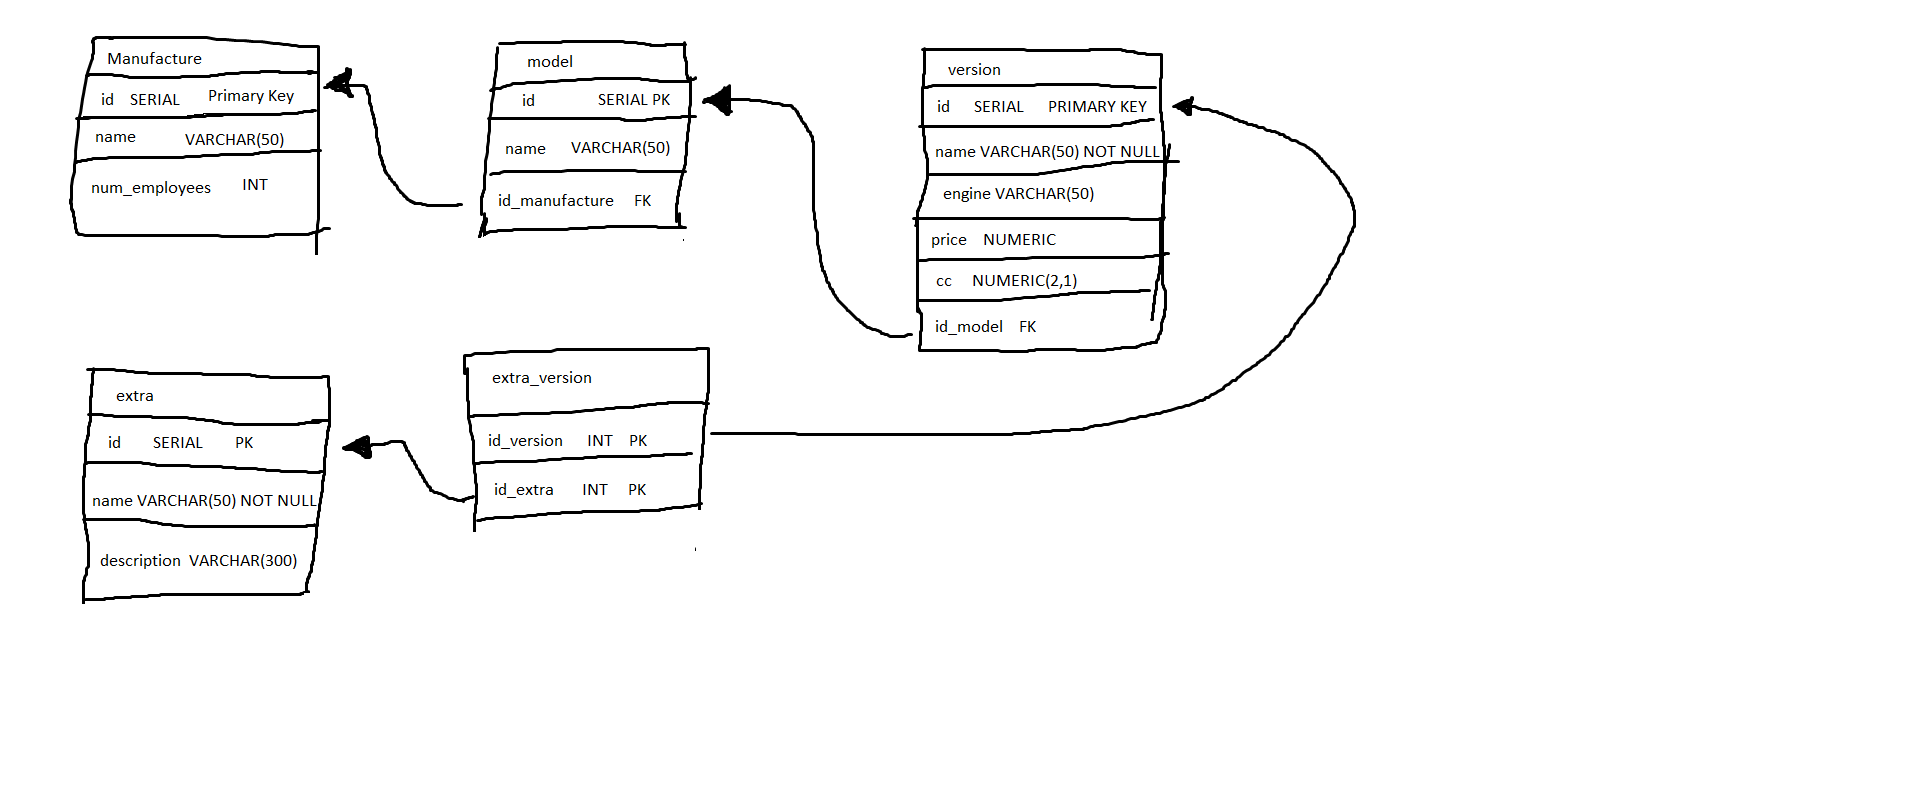 Manufacture
id SERIAL Primary Key
name VARCHAR(50)
num_employees INT
model
id SERIAL PK
name VARCHAR(50)
id_manufacture FK
version
id SERIAL PRIMARY KEY
name VARCHAR(50) NOT NULL
engine VARCHAR(50)
price NUMERIC
cc NUMERIC(2,1)
id_model FK
extra
id SERIAL PK
name VARCHAR(50) NOT NULL
description VARCHAR(300)
extra_version
id_version INT PK
id_extra INT PK